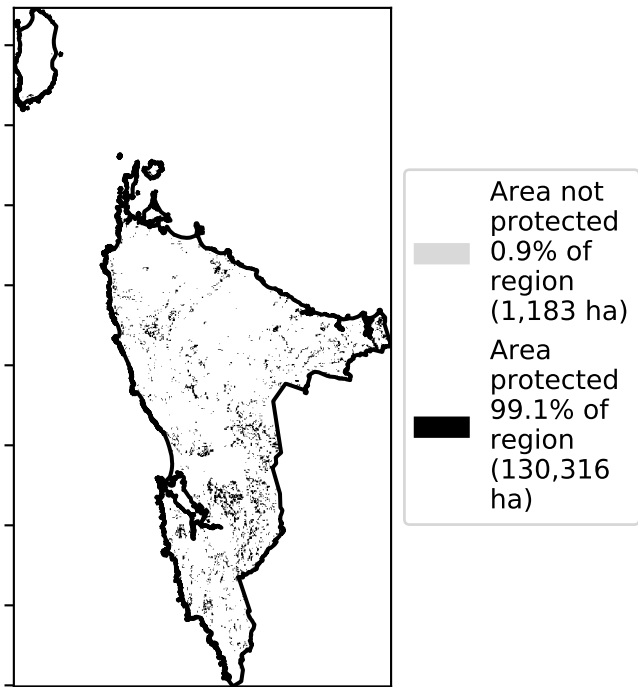 Area not
protected
0.9% of
region
(1,183 ha)
Area
protected
99.1% of
region
(130,316
ha)